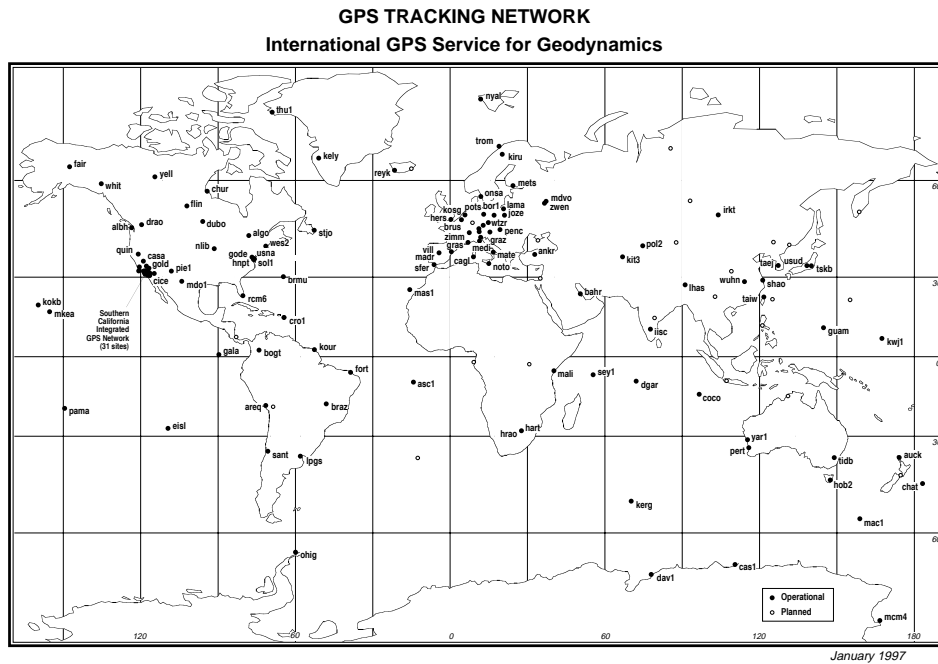 GPS TRACKING NETWORK
International GPS Service for Geodynamics
nyal
thu1
trom
kiru
kely
reyk
fair
yell
whit
chur
mets
onsa
mdvo
zwen
irkt
flin
kosg
pots
bor1
lama
joze
hers
brus
wtzr
penc
zimm
graz
gras
medi
albh
drao
dubo
algo
stjo
nlib
wes2
quin
casa
gode
usna
hnpt
sol1
gold
pie1
cice
mdo1
brmu
vill
madr
sfer
cagl
mate
noto
ankr
pol2
kit3
taej
usud
tskb
wuhn
shao
lhas
taiw
kokb
mkea
rcm6
cro1
mas1
bahr
Southern
California
Integrated
GPS Network
(31 sites)
iisc
guam
kwj1
gala
bogt
kour
fort
asc1
mali
sey1
dgar
coco
pama
areq
braz
eisl
hrao
hart
yar1
pert
sant
lpgs
tidb
auck
hob2
chat
kerg
mac1
ohig
dav1
cas1
mcm4
Operational
Planned
60
30
0
30
60
120
60
0
60
120
180
January 1997